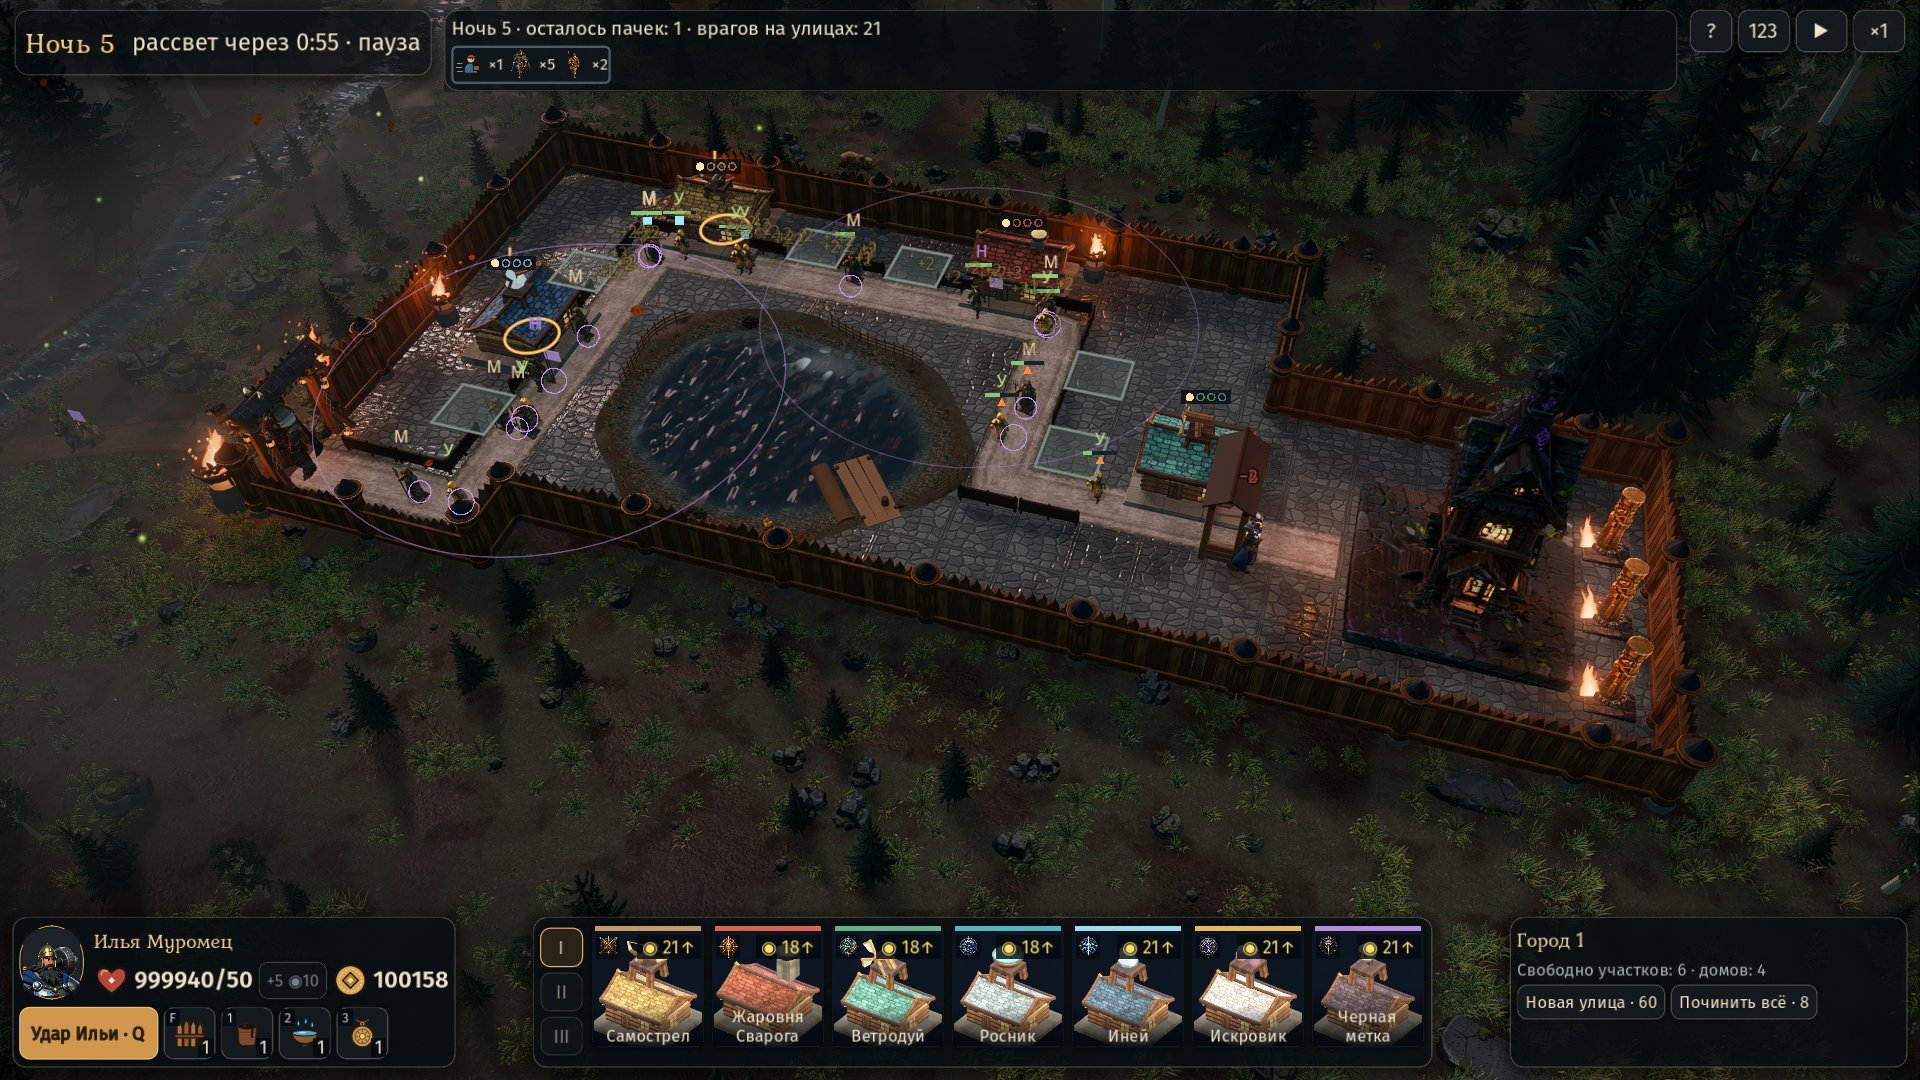 Ночь 5 рассвет через 0:55 · пауза
Ночь 5 · осталось пачек: 1 · врагов на улицах: 21
×1 ×5 ×2
? 123 ×1
М У УУ М
Н М У
М
М М У
М У
М У
У
+2
-2
Илья Муромец
999940/50 +5 10 100158
Удар Ильи · Q
F 1 1 1 2 1 3 1
I
II
III
21↑ 18↑ 18↑ 18↑ 21↑ 21↑ 21↑
Самострел
Жаровня Сварога
Ветродуй
Росник
Иней
Искровик
Черная метка
Город 1
Свободно участков: 6 · домов: 4
Новая улица · 60 Починить всё · 8